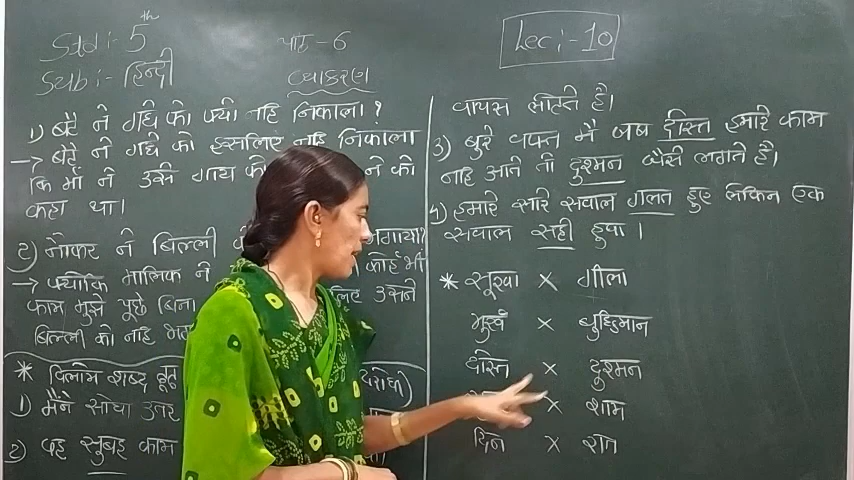 Std :- 5th
पाठ - 6
Lec :- 10
Sub :- हिन्दी
व्याकरण
1) बेटे ने गधे को क्यों नहि निकाला?
→ बेटे ने गधे को इसलिए नहि निकाला
कि माँ ने उसे गाय को ने को
कहा था।
2) नौकर ने बिल्ली गाया?
→ क्योंकि मालिक ने कोई भी
काम मुझे पूछे बिना लिए उसने
बिल्ली को नहि
* विलोम शब्द ढूढ़ विरोधी)
1) मैंने सोचा उतर
2) वह सुबह काम
वापस लौटते है।
3) बुरे वक्त मै जब दोस्त हमारे काम
नहि आते तो दुश्मन जैसे लगते है।
4) हमारे सारे सवाल गलत हुए लेकिन एक
सवाल सही हुवा।
* सूखा × गीला
मुर्ख × बुद्धिमान
दोस्त × दुश्मन
× शाम
दिन × रात